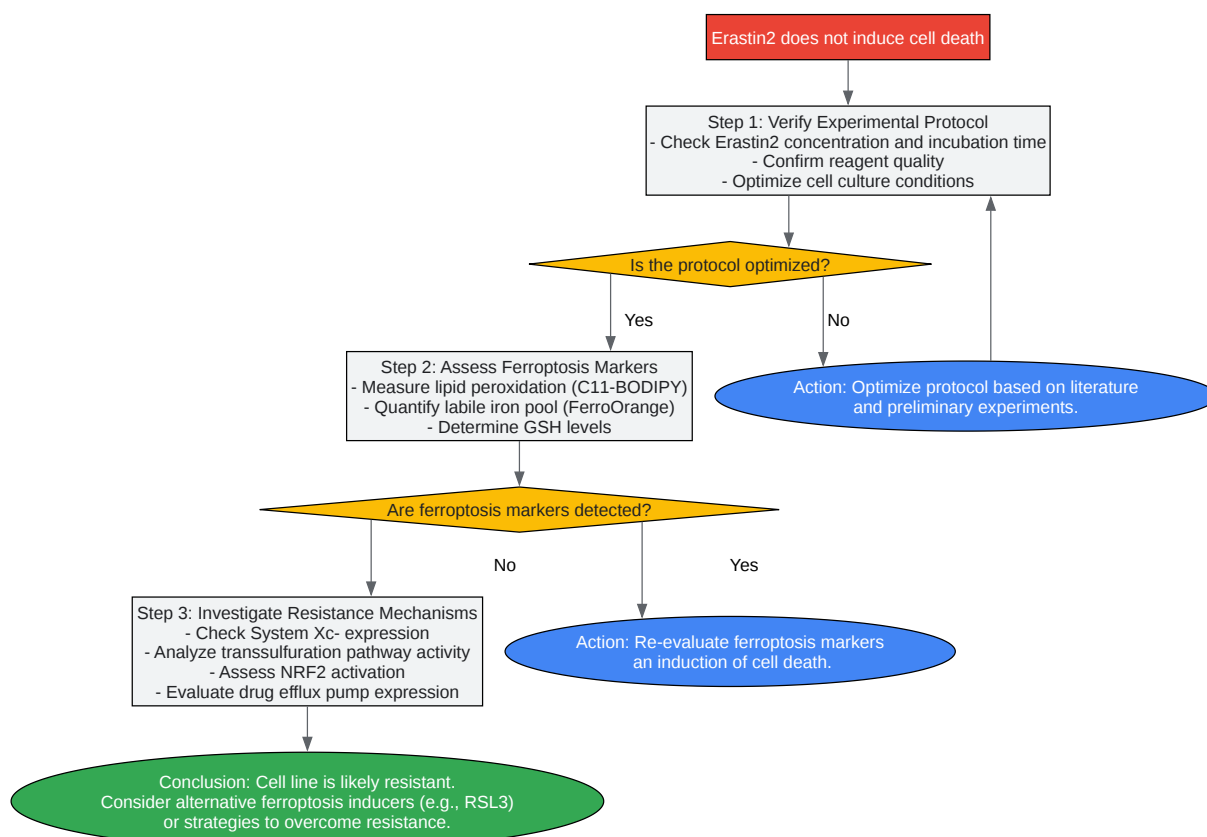 Erastin2 does not induce cell death
Step 1: Verify Experimental Protocol
- Check Erastin2 concentration and incubation time
- Confirm reagent quality
- Optimize cell culture conditions
Is the protocol optimized?
Yes
No
Step 2: Assess Ferroptosis Markers
- Measure lipid peroxidation (C11-BODIPY)
- Quantify labile iron pool (FerroOrange)
- Determine GSH levels
Action: Optimize protocol based on literature
and preliminary experiments.
Are ferroptosis markers detected?
No
Yes
Step 3: Investigate Resistance Mechanisms
- Check System Xc- expression
- Analyze transsulfuration pathway activity
- Assess NRF2 activation
- Evaluate drug efflux pump expression
Action: Re-evaluate ferroptosis markers
an induction of cell death.
Conclusion: Cell line is likely resistant.
Consider alternative ferroptosis inducers (e.g., RSL3)
or strategies to overcome resistance.